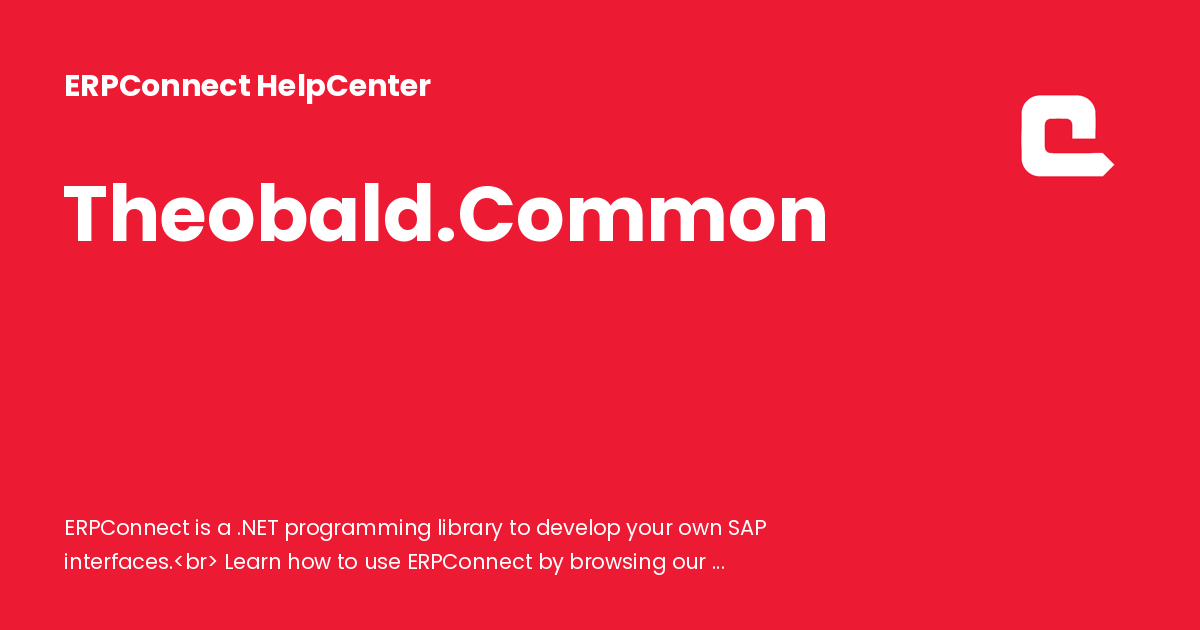 ERPConnect HelpCenter
Theobald.Common
ERPConnect is a .NET programming library to develop your own SAP
interfaces.<br> Learn how to use ERPConnect by browsing our ...